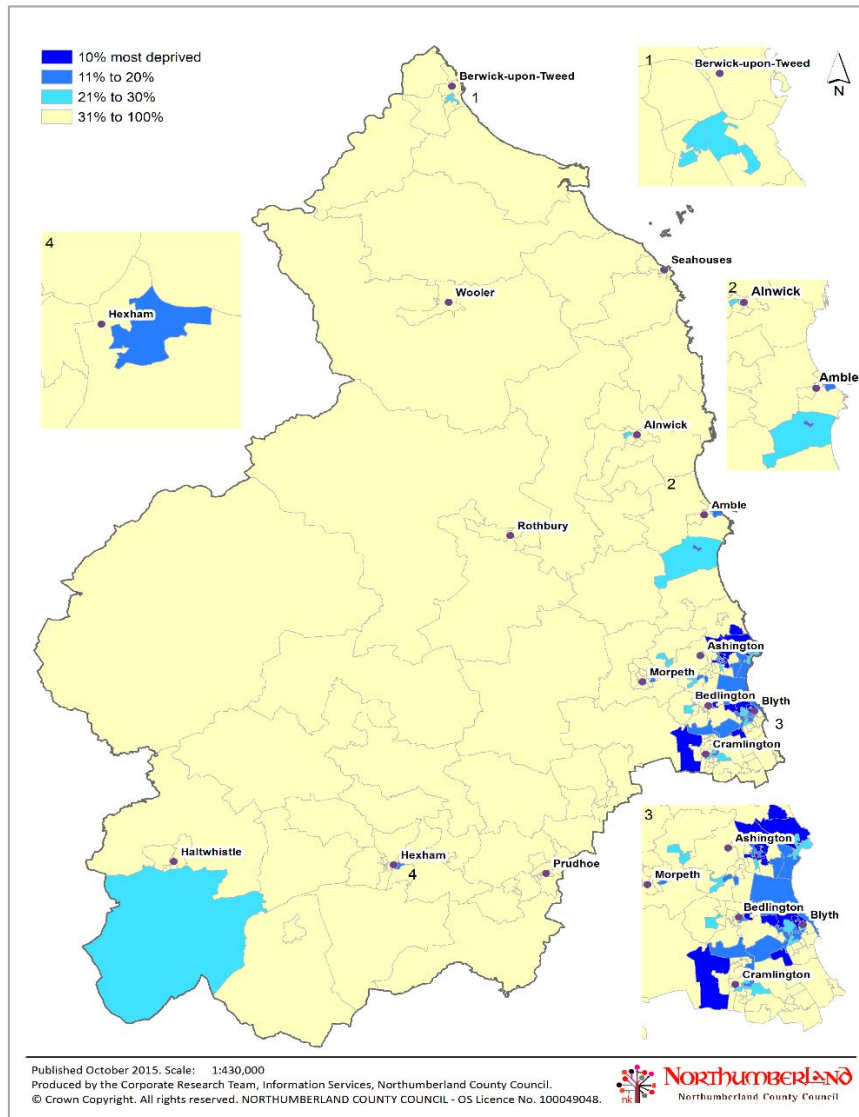 10% most deprived
11% to 20%
21% to 30%
31% to 100%
1
Berwick-upon-Tweed
N
Berwick-upon-Tweed
1
4
Hexham
Seahouses
Wooler
2
Alnwick
Amble
Alnwick
2
Amble
Rothbury
Ashington
Morpeth
Bedlington
Blyth
3
Cramlington
3
Ashington
Morpeth
Bedlington
Blyth
Cramlington
Haltwhistle
Hexham
4
Prudhoe
Published October 2015. Scale: 1:430,000
Produced by the Corporate Research Team, Information Services, Northumberland County Council.
© Crown Copyright. All rights reserved. NORTHUMBERLAND COUNTY COUNCIL - OS Licence No. 100049048.
nk
NORTHUMBERLAND
Northumberland County Council